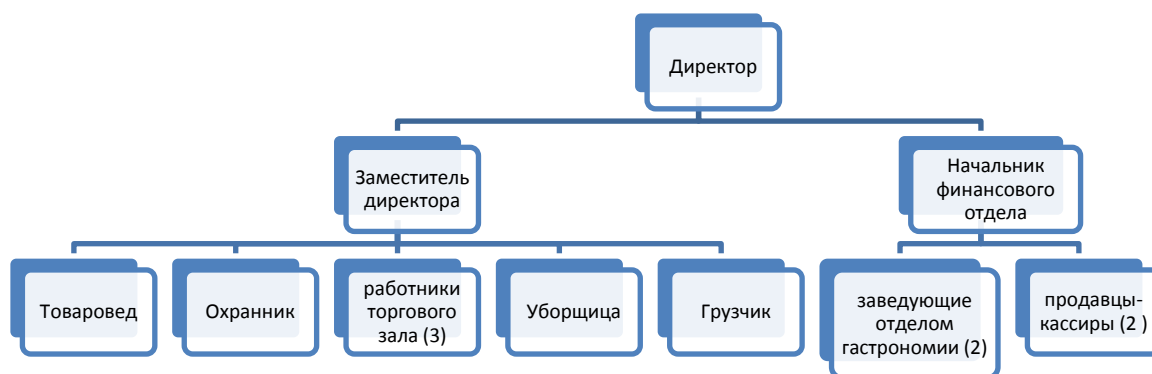 Директор
Заместитель
директора
Начальник
финансового
отдела
Товаровед
Охранник
работники
торгового
зала (3)
Уборщица
Грузчик
заведующие
отделом
гастрономии (2)
продавцы-
кассиры (2 )